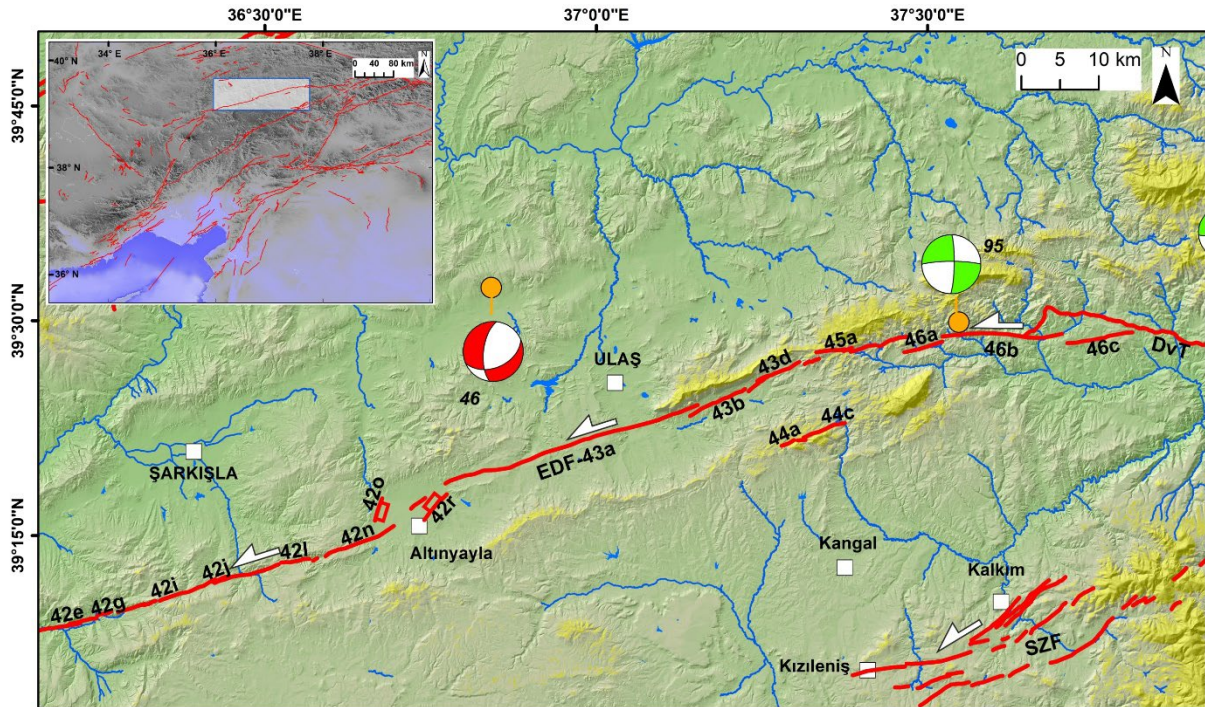 36°30'0"E
37°0'0"E
37°30'0"E
34° E
36° E
38° E
40° N
38° N
36° N
0 20 40 80 km
N
0 5 10 km
N
39°45'0"N
39°30'0"N
39°15'0"N
95
46
ULAŞ
45a
46a
46b
46c
DvT
43d
43b
44c
44a
EDF-43a
ŞARKIŞLA
42o
42r
42n
Altınyayla
42l
42j
42i
42g
42e
Kangal
Kalkım
SZF
Kızıleniş